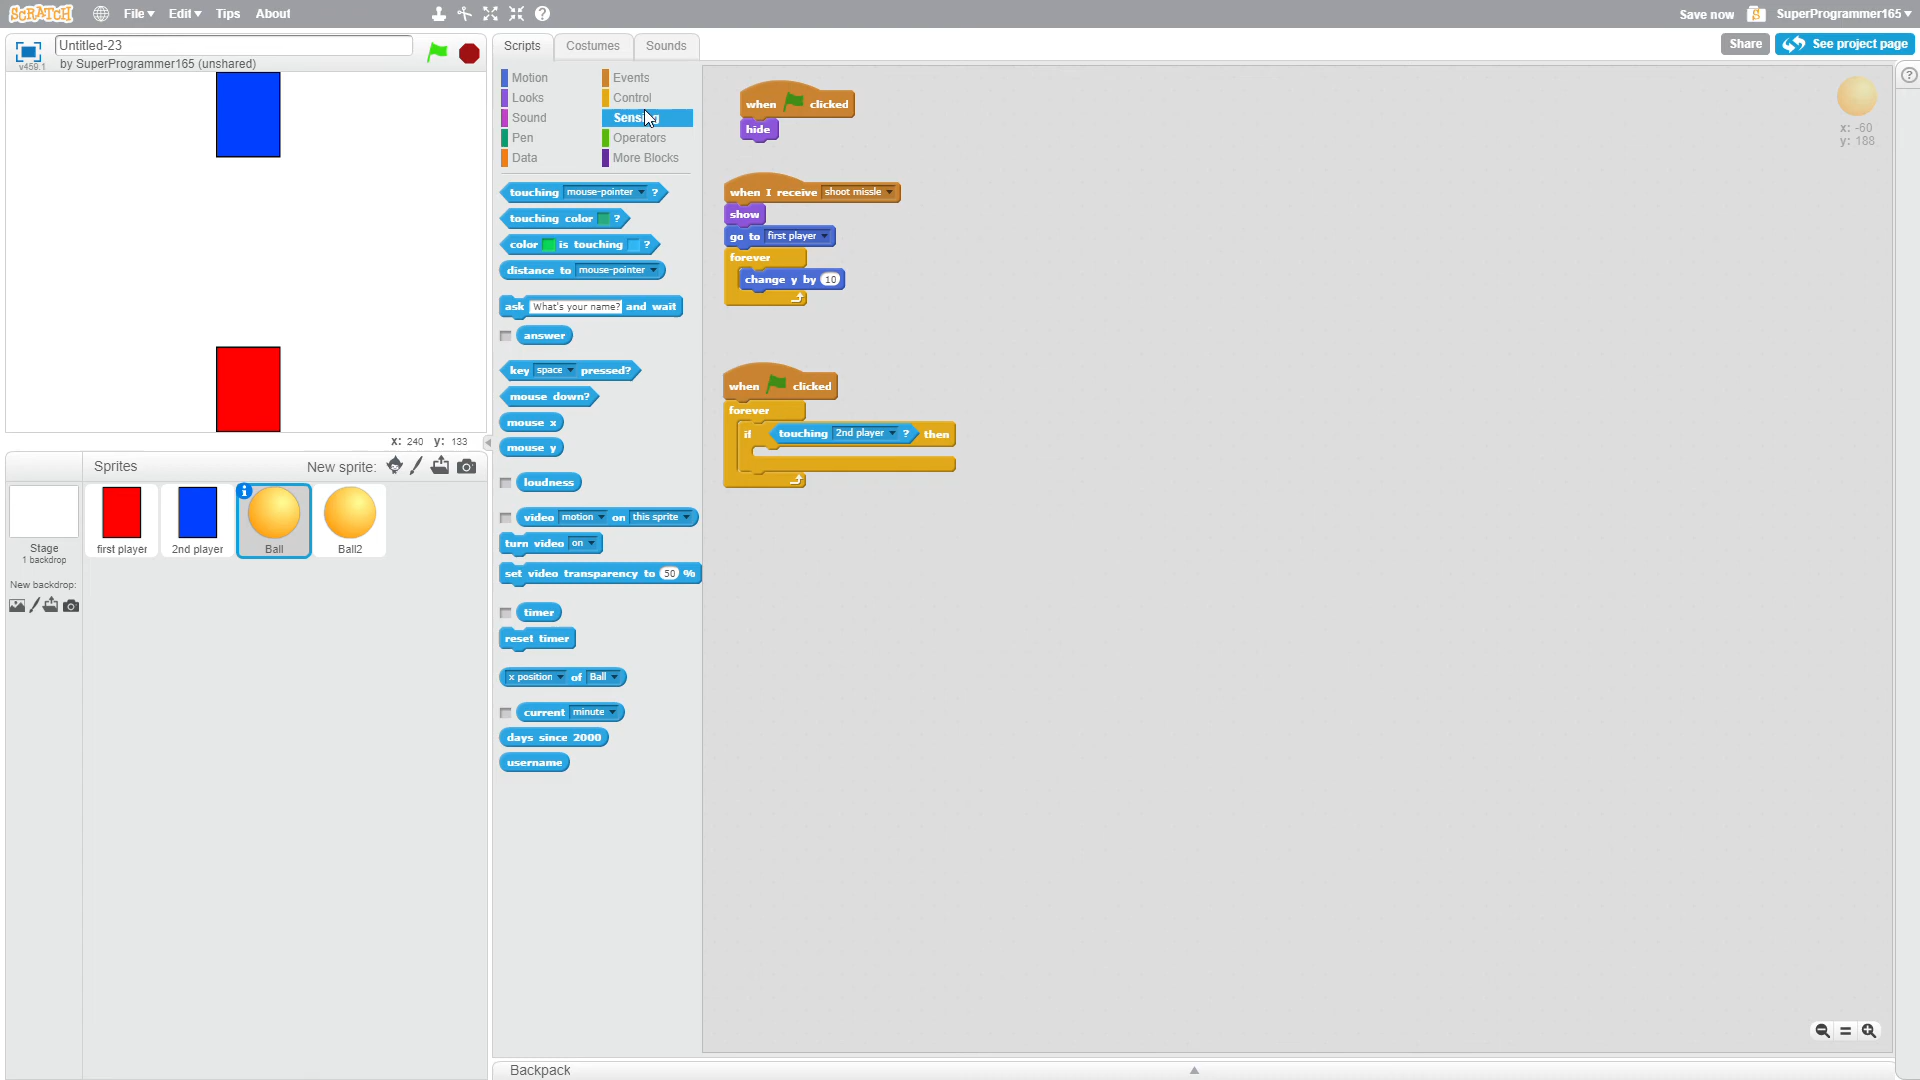 SCRATCH File Edit Tips About Save now SuperProgrammer165
v459.1 Untitled-23
by SuperProgrammer165 (unshared)
Scripts Costumes Sounds Share See project page
Motion Events
Looks Control
Sound
Pen Operators
Data More Blocks
touching mouse-pointer ?
touching color ?
color is touching ?
distance to mouse-pointer
ask What's your name? and wait
answer
key space pressed?
mouse down?
mouse x
mouse y
loudness
video motion on this sprite
turn video on
set video transparency to 50 %
timer
reset timer
x position of Ball
current minute
days since 2000
username
when clicked
hide
when I receive shoot missle
show
go to first player
forever
change y by 10
when clicked
forever
if touching 2nd player ? then
x: -60
y: 188
x: 240 y: 133
Sprites New sprite:
Stage
1 backdrop
New backdrop:
first player 2nd player Ball Ball2
Backpack